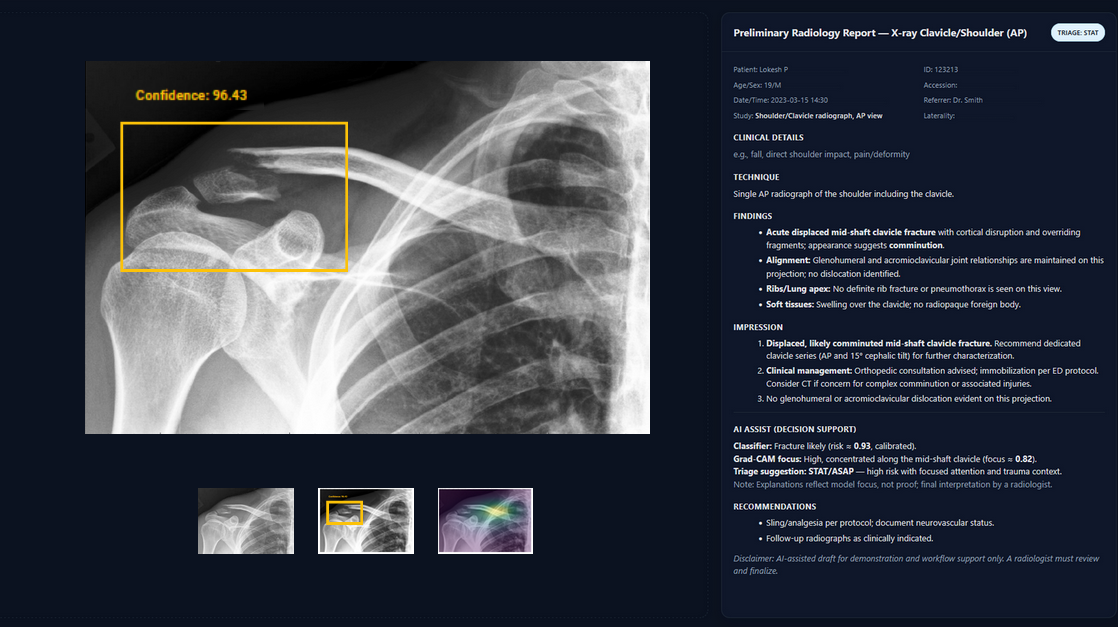 Confidence: 96.43
Preliminary Radiology Report — X-ray Clavicle/Shoulder (AP)
TRIAGE: STAT
Patient: Lokesh P
ID: 123213
Age/Sex: 19/M
Accession:
Date/Time: 2023-03-15 14:30
Referrer: Dr. Smith
Study: Shoulder/Clavicle radiograph, AP view
Laterality:
CLINICAL DETAILS
e.g., fall, direct shoulder impact, pain/deformity
TECHNIQUE
Single AP radiograph of the shoulder including the clavicle.
FINDINGS
• Acute displaced mid-shaft clavicle fracture with cortical disruption and overriding
fragments; appearance suggests comminution.
• Alignment: Glenohumeral and acromioclavicular joint relationships are maintained on this
projection; no dislocation identified.
• Ribs/Lung apex: No definite rib fracture or pneumothorax is seen on this view.
• Soft tissues: Swelling over the clavicle; no radiopaque foreign body.
IMPRESSION
1. Displaced, likely comminuted mid-shaft clavicle fracture. Recommend dedicated
clavicle series (AP and 15° cephalic tilt) for further characterization.
2. Clinical management: Orthopedic consultation advised; immobilization per ED protocol.
Consider CT if concern for complex comminution or associated injuries.
3. No glenohumeral or acromioclavicular dislocation evident on this projection.
AI ASSIST (DECISION SUPPORT)
Classifier: Fracture likely (risk ≈ 0.93, calibrated).
Grad-CAM focus: High, concentrated along the mid-shaft clavicle (focus ≈ 0.82).
Triage suggestion: STAT/ASAP — high risk with focused attention and trauma context.
Note: Explanations reflect model focus, not proof; final interpretation by a radiologist.
RECOMMENDATIONS
• Sling/analgesia per protocol; document neurovascular status.
• Follow-up radiographs as clinically indicated.
Disclaimer: AI-assisted draft for demonstration and workflow support only. A radiologist must review
and finalize.